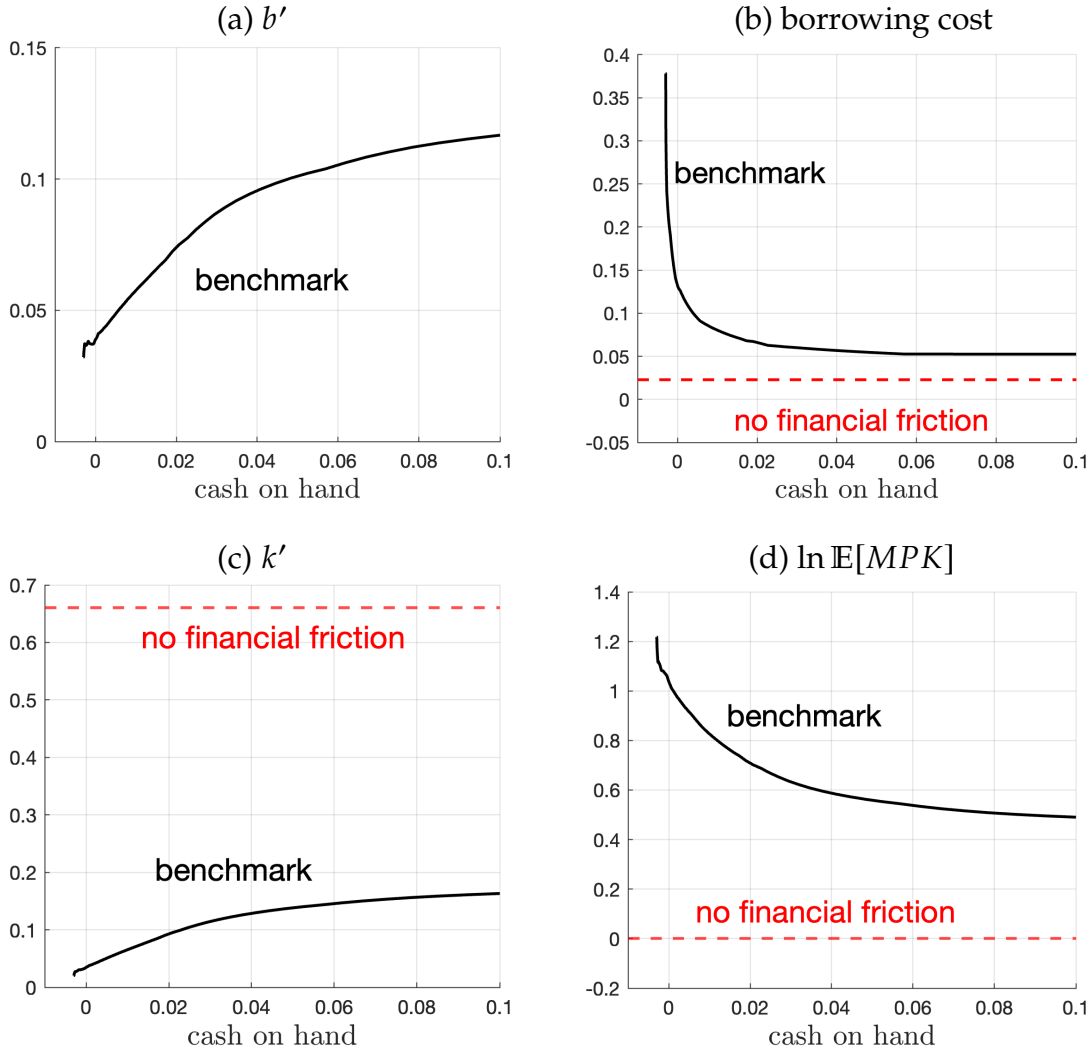 (a) b′
0.15
0.1
0.05
0
benchmark
0 0.02 0.04 0.06 0.08 0.1
cash on hand
(b) borrowing cost
0.4
0.35
0.3
0.25
0.2
0.15
0.1
0.05
0
-0.05
benchmark
no financial friction
0 0.02 0.04 0.06 0.08 0.1
cash on hand
(c) k′
0.7
0.6
0.5
0.4
0.3
0.2
0.1
0
no financial friction
benchmark
0 0.02 0.04 0.06 0.08 0.1
cash on hand
(d) ln 𝔼[MPK]
1.4
1.2
1
0.8
0.6
0.4
0.2
0
-0.2
benchmark
no financial friction
0 0.02 0.04 0.06 0.08 0.1
cash on hand